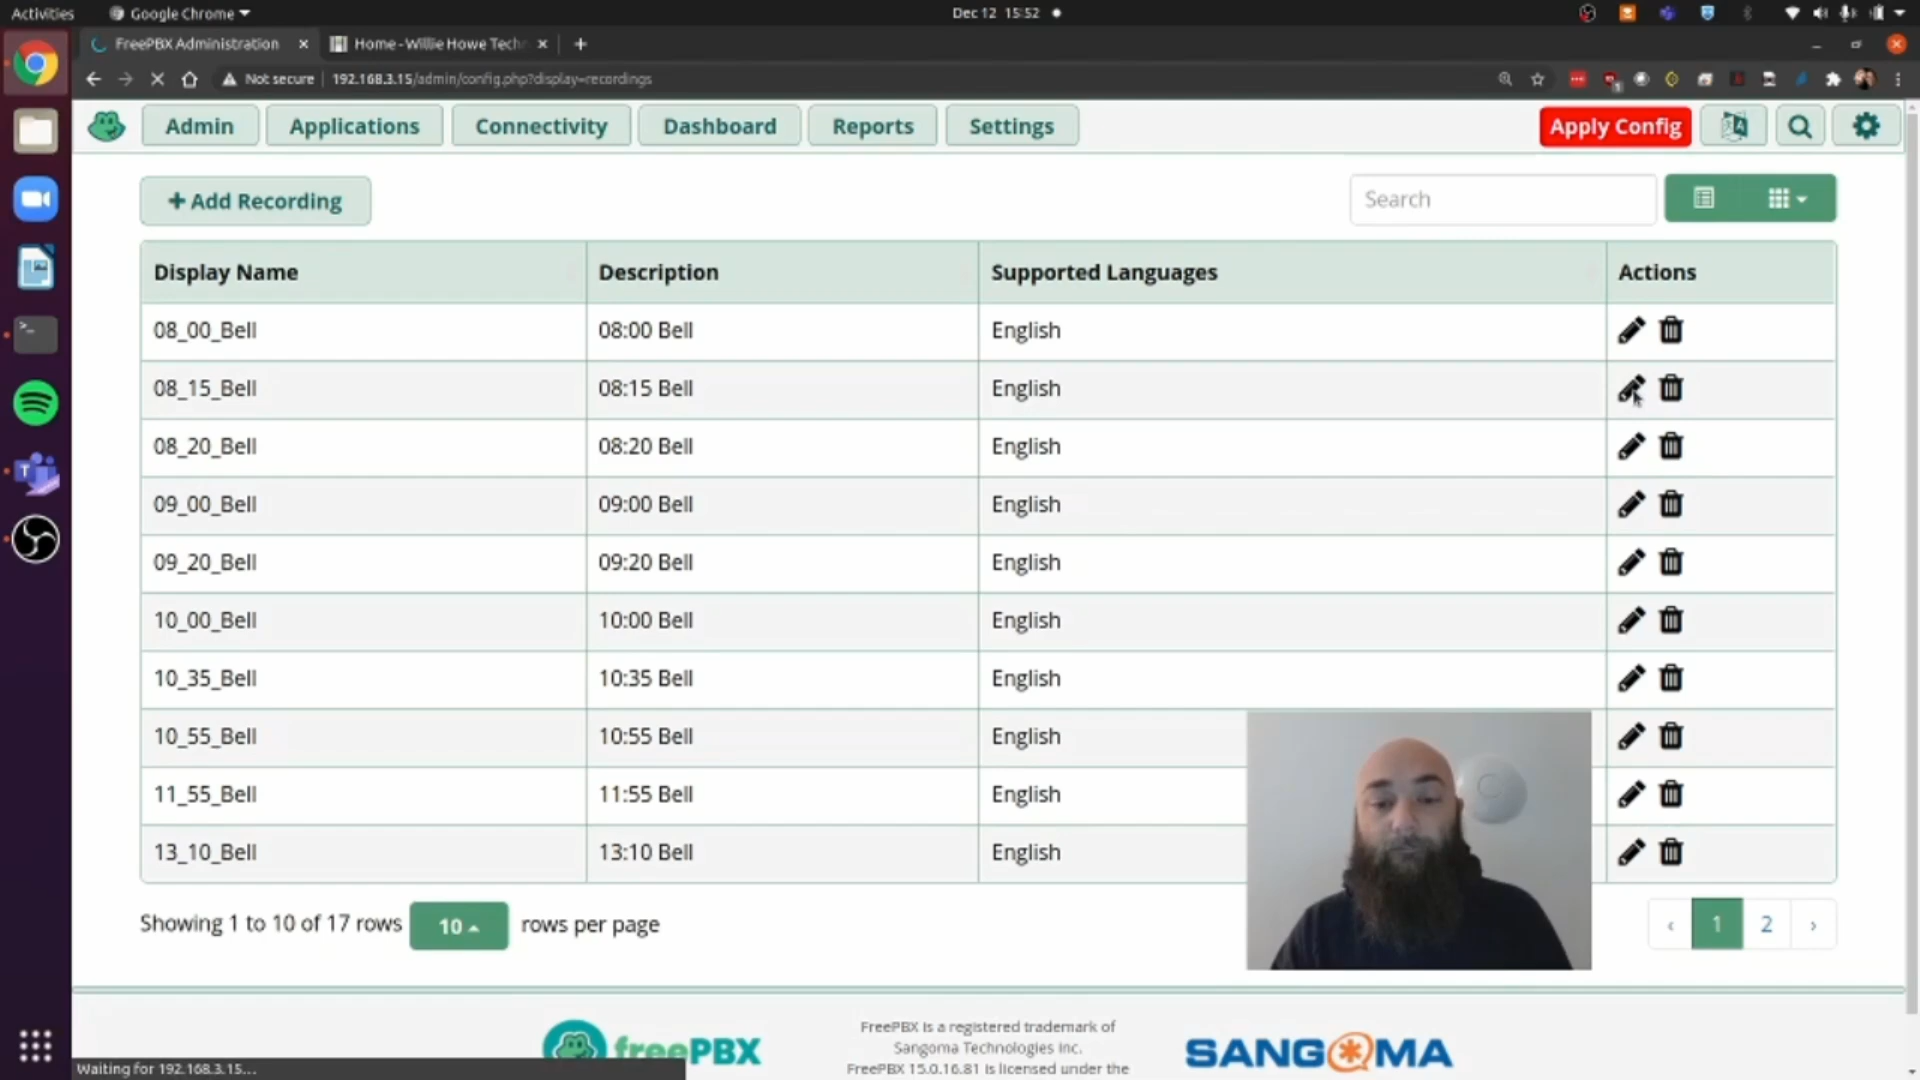 Activities Google Chrome Dec 12 15:52
FreePBX Administration Home - Willie Howe Tech
Not secure 192.168.3.15/admin/config.php?display=recordings
Admin Applications Connectivity Dashboard Reports Settings Apply Config
+ Add Recording Search
Display Name Description Supported Languages Actions
08_00_Bell 08:00 Bell English
08_15_Bell 08:15 Bell English
08_20_Bell 08:20 Bell English
09_00_Bell 09:00 Bell English
09_20_Bell 09:20 Bell English
10_00_Bell 10:00 Bell English
10_35_Bell 10:35 Bell English
10_55_Bell 10:55 Bell English
11_55_Bell 11:55 Bell English
13_10_Bell 13:10 Bell English
Showing 1 to 10 of 17 rows 10 rows per page ‹ 1 2 ›
FreePBX is a registered trademark of
freePBX Sangoma Technologies Inc. SANGOMA
FreePBX 15.0.16.81 is licensed under the
Waiting for 192.168.3.15...